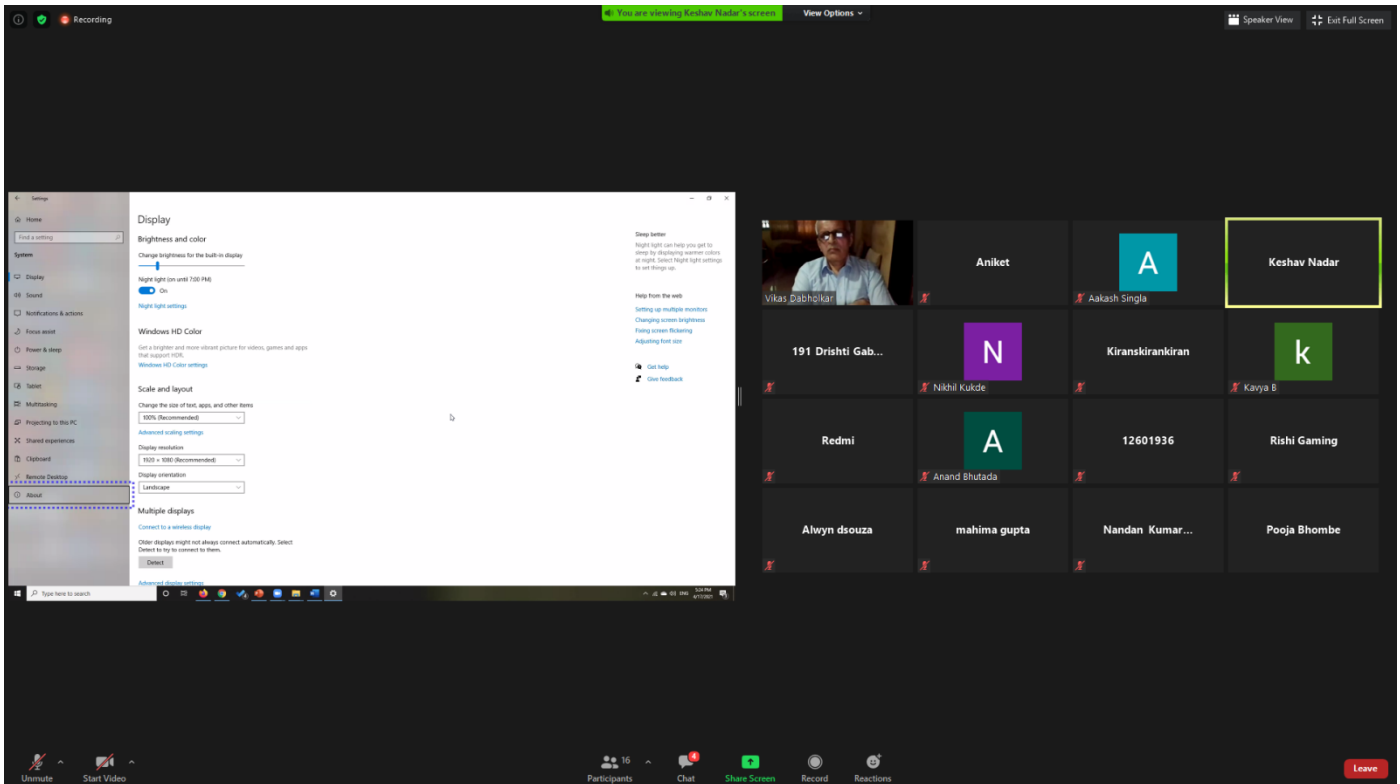 Recording
You are viewing Keshav Nadar's screen View Options
Speaker View Exit Full Screen
Settings
Home
Find a setting
System
Display
Sound
Notifications & actions
Focus assist
Power & sleep
Storage
Tablet
Multitasking
Projecting to this PC
Shared experiences
Clipboard
Remote Desktop
About
Display
Brightness and color
Change brightness for the built-in display
Night light (on until 7:00 PM)
On
Night light settings
Windows HD Color
Get a brighter and more vibrant picture for videos, games and apps
that support HDR.
Windows HD Color settings
Scale and layout
Change the size of text, apps, and other items
100% (Recommended)
Advanced scaling settings
Display resolution
1920 × 1080 (Recommended)
Display orientation
Landscape
Multiple displays
Connect to a wireless display
Older displays might not always connect automatically. Select
Detect to try to connect to them.
Detect
Advanced display settings
Sleep better
Night light can help you get to
sleep by displaying warmer colors
at night. Select Night light settings
to set things up.
Help from the web
Setting up multiple monitors
Changing screen brightness
Fixing screen flickering
Adjusting font size
Get help
Give feedback
Type here to search
ENG
5:24 PM
4/17/2021
Vikas Dabholkar
Aniket
A
Aakash Singla
Keshav Nadar
191 Drishti Gab...
N
Nikhil Kukde
Kiranskirankiran
k
Kavya B
Redmi
A
Anand Bhutada
12601936
Rishi Gaming
Alwyn dsouza
mahima gupta
Nandan Kumar...
Pooja Bhombe
Unmute
Start Video
16
Participants
4
Chat
Share Screen
Record
Reactions
Leave